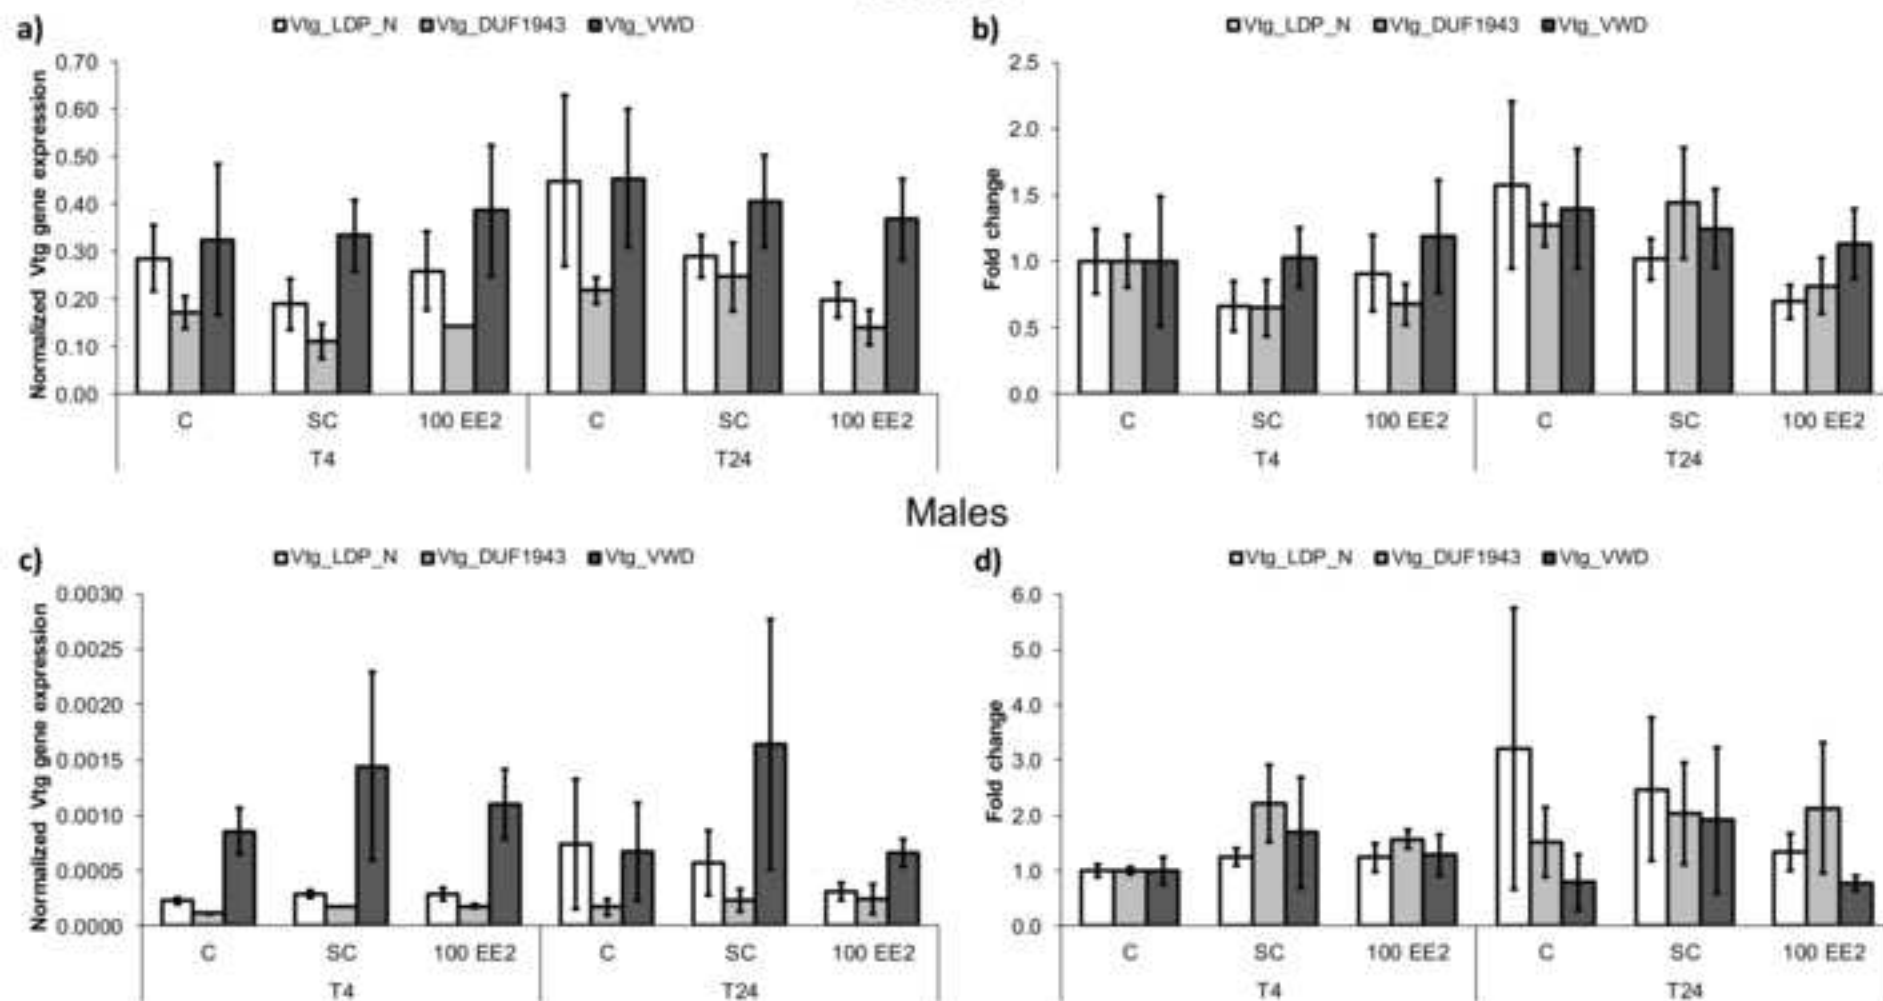 a)
Vtg_LDP_N Vtg_DUF1943 Vtg_VWD
Normalized Vtg gene expression
0.70
0.60
0.50
0.40
0.30
0.20
0.10
0.00
C SC 100 EE2 C SC 100 EE2
T4 T24
b)
Vtg_LDP_N Vtg_DUF1943 Vtg_VWD
Fold change
2.5
2.0
1.5
1.0
0.5
0.0
C SC 100 EE2 C SC 100 EE2
T4 T24
Males
c)
Vtg_LDP_N Vtg_DUF1943 Vtg_VWD
Normalized Vtg gene expression
0.0030
0.0025
0.0020
0.0015
0.0010
0.0005
0.0000
C SC 100 EE2 C SC 100 EE2
T4 T24
d)
Vtg_LDP_N Vtg_DUF1943 Vtg_VWD
Fold change
6.0
5.0
4.0
3.0
2.0
1.0
0.0
C SC 100 EE2 C SC 100 EE2
T4 T24